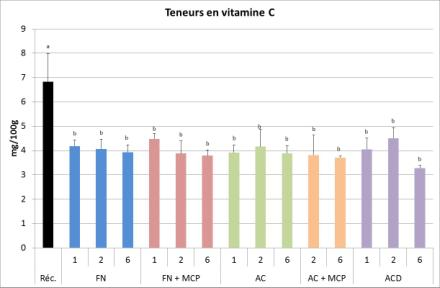 Teneurs en vitamine C
mg/100g
9
8
7
6
5
4
3
2
1
0
a
b b b b b b b b b b b b b b
1 2 6 1 2 6 1 2 6 2 6 1 2 6
Réc. FN FN + MCP AC AC + MCP ACD